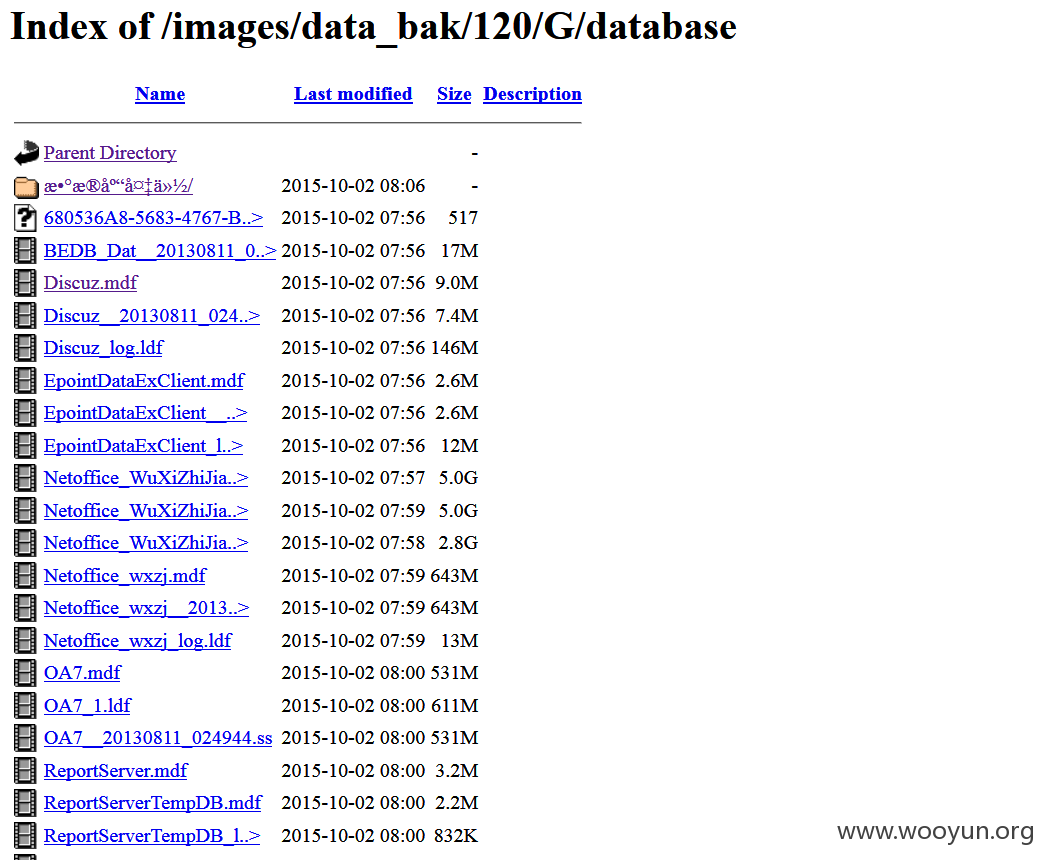 Index of /images/data_bak/120/G/database
Name Last modified Size Description
Parent Directory -
æ•°æ®åº“备份/ 2015-10-02 08:06 -
680536A8-5683-4767-B..> 2015-10-02 07:56 517
BEDB_Dat__20130811_0..> 2015-10-02 07:56 17M
Discuz.mdf 2015-10-02 07:56 9.0M
Discuz__20130811_024..> 2015-10-02 07:56 7.4M
Discuz_log.ldf 2015-10-02 07:56 146M
EpointDataExClient.mdf 2015-10-02 07:56 2.6M
EpointDataExClient__..> 2015-10-02 07:56 2.6M
EpointDataExClient_l..> 2015-10-02 07:56 12M
Netoffice_WuXiZhiJia..> 2015-10-02 07:57 5.0G
Netoffice_WuXiZhiJia..> 2015-10-02 07:59 5.0G
Netoffice_WuXiZhiJia..> 2015-10-02 07:58 2.8G
Netoffice_wxzj.mdf 2015-10-02 07:59 643M
Netoffice_wxzj__2013..> 2015-10-02 07:59 643M
Netoffice_wxzj_log.ldf 2015-10-02 07:59 13M
OA7.mdf 2015-10-02 08:00 531M
OA7_1.ldf 2015-10-02 08:00 611M
OA7__20130811_024944.ss 2015-10-02 08:00 531M
ReportServer.mdf 2015-10-02 08:00 3.2M
ReportServerTempDB.mdf 2015-10-02 08:00 2.2M
ReportServerTempDB_l..> 2015-10-02 08:00 832K
www.wooyun.org